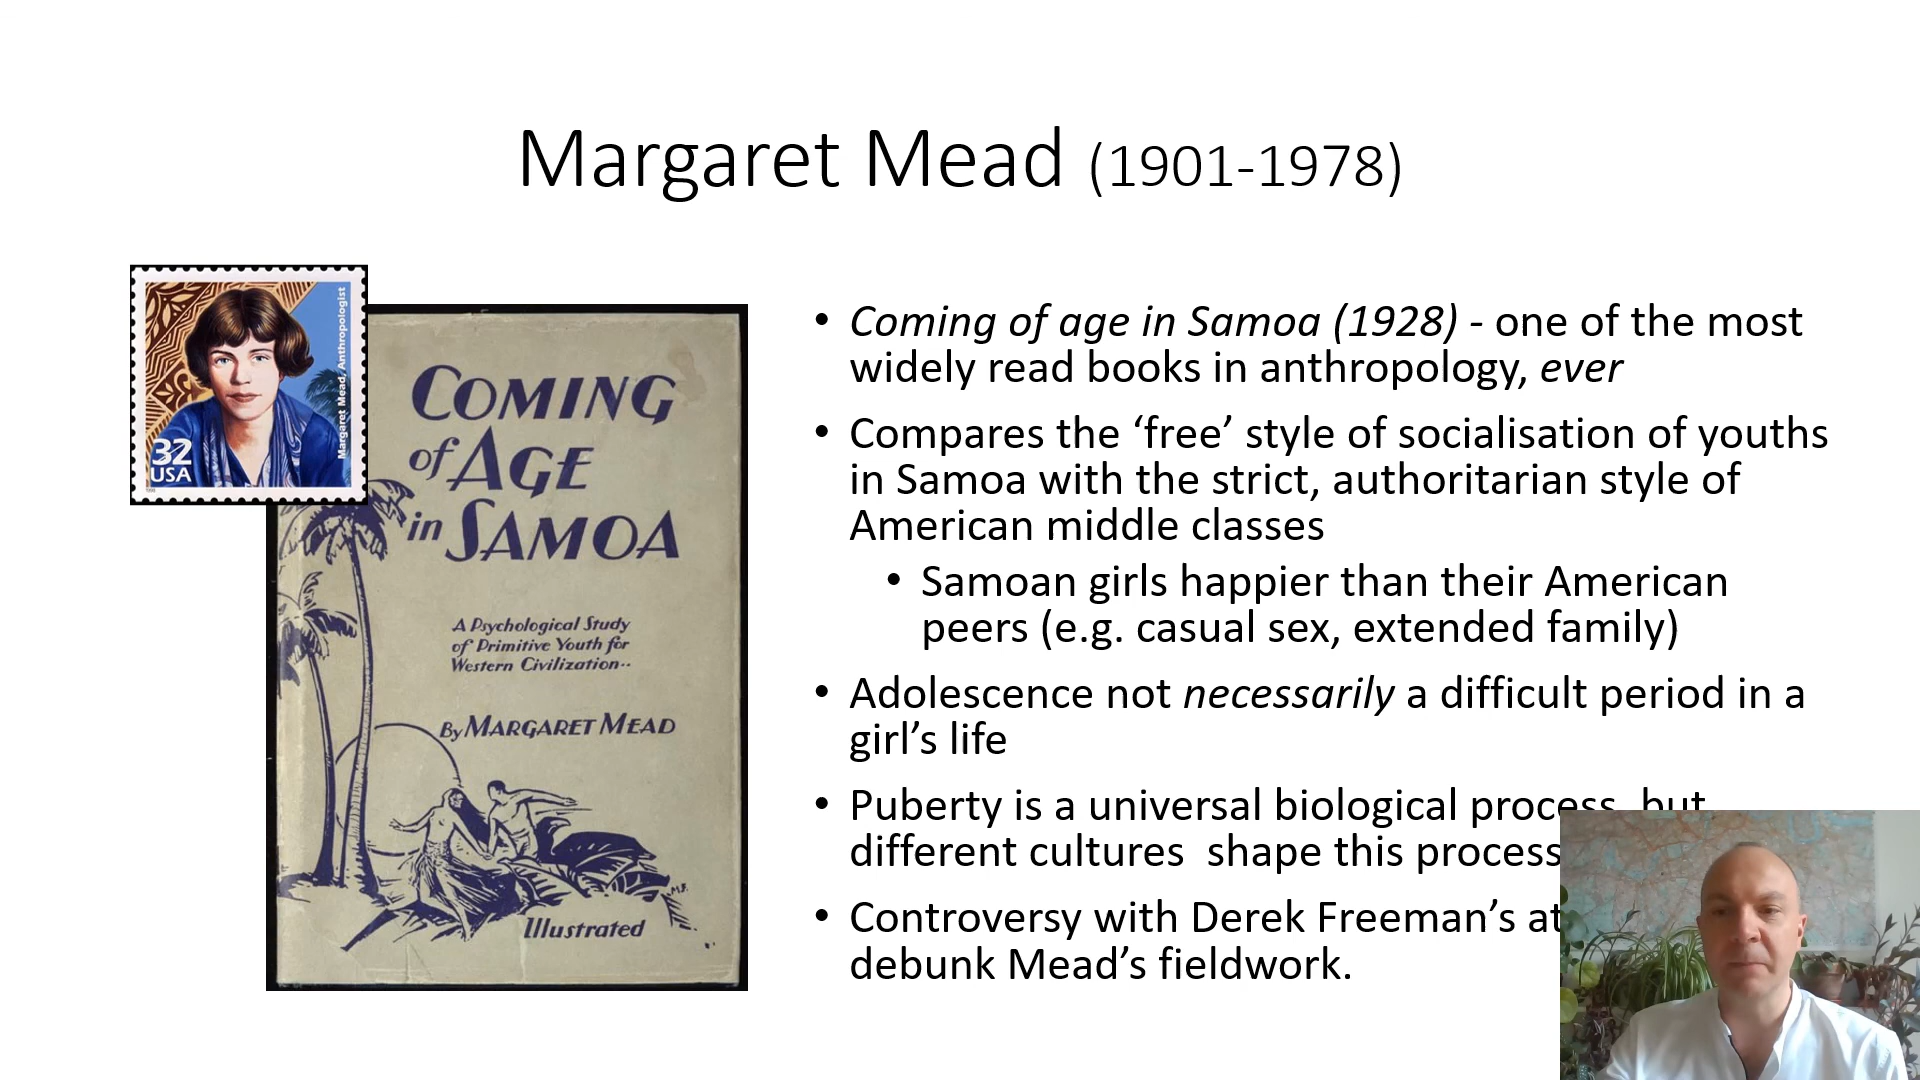 Margaret Mead (1901-1978)
Margaret Mead, Anthropologist
32
USA
COMING
of AGE
in SAMOA
A Psychological Study
of Primitive Youth for
Western Civilization··
By MARGARET MEAD
Illustrated
• Coming of age in Samoa (1928) - one of the most
widely read books in anthropology, ever
• Compares the ‘free’ style of socialisation of youths
in Samoa with the strict, authoritarian style of
American middle classes
• Samoan girls happier than their American
peers (e.g. casual sex, extended family)
• Adolescence not necessarily a difficult period in a
girl’s life
• Puberty is a universal biological process, but
different cultures shape this process
• Controversy with Derek Freeman’s
debunk Mead’s fieldwork.